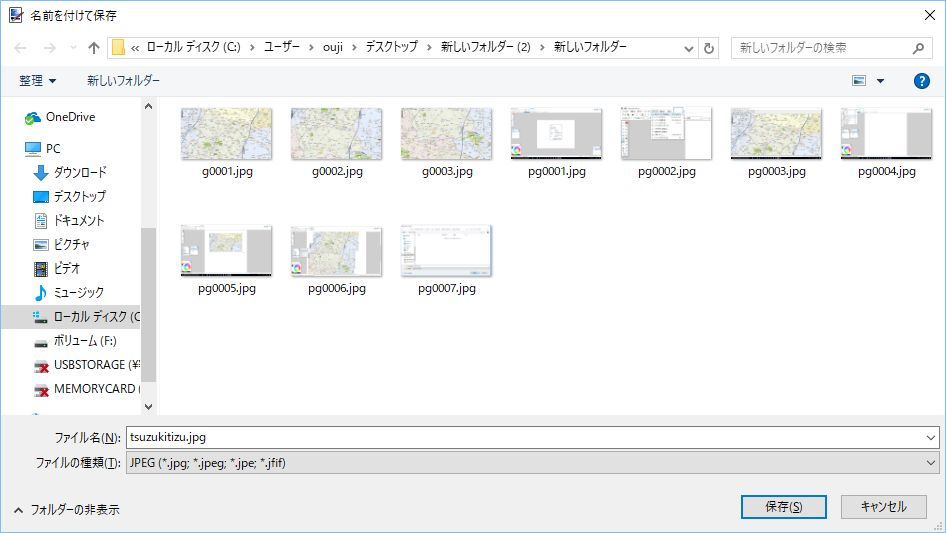 名前を付けて保存
« ローカル ディスク (C:) › ユーザー › ouji › デスクトップ › 新しいフォルダー (2) › 新しいフォルダー
新しいフォルダーの検索
整理
新しいフォルダー
OneDrive
PC
ダウンロード
デスクトップ
ドキュメント
ピクチャ
ビデオ
ミュージック
ローカル ディスク (C
ボリューム (F:)
USBSTORAGE (¥
MEMORYCARD (
g0001.jpg
g0002.jpg
g0003.jpg
pg0001.jpg
pg0002.jpg
pg0003.jpg
pg0004.jpg
pg0005.jpg
pg0006.jpg
pg0007.jpg
ファイル名(N): tsuzukitizu.jpg
ファイルの種類(T): JPEG (*.jpg; *.jpeg; *.jpe; *.jfif)
フォルダーの非表示
保存(S)
キャンセル